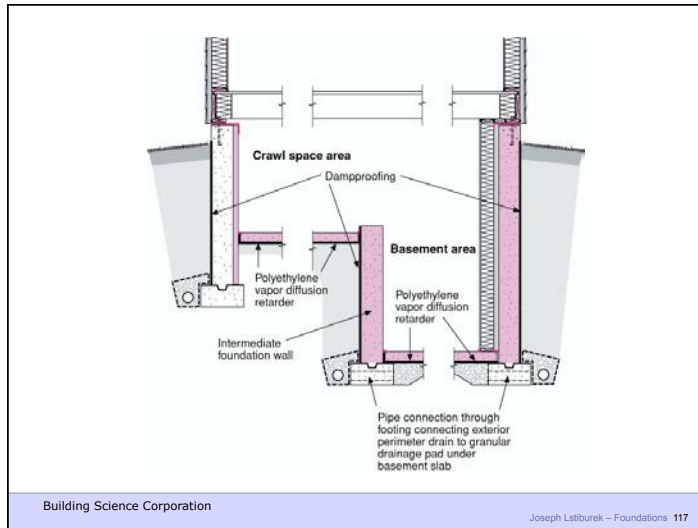 Crawl space area
Dampproofing
Basement area
Polyethylene
vapor diffusion
retarder
Polyethylene
vapor diffusion
retarder
Intermediate
foundation wall
Pipe connection through
footing connecting exterior
perimeter drain to granular
drainage pad under
basement slab
Building Science Corporation
Joseph Lstiburek – Foundations 117